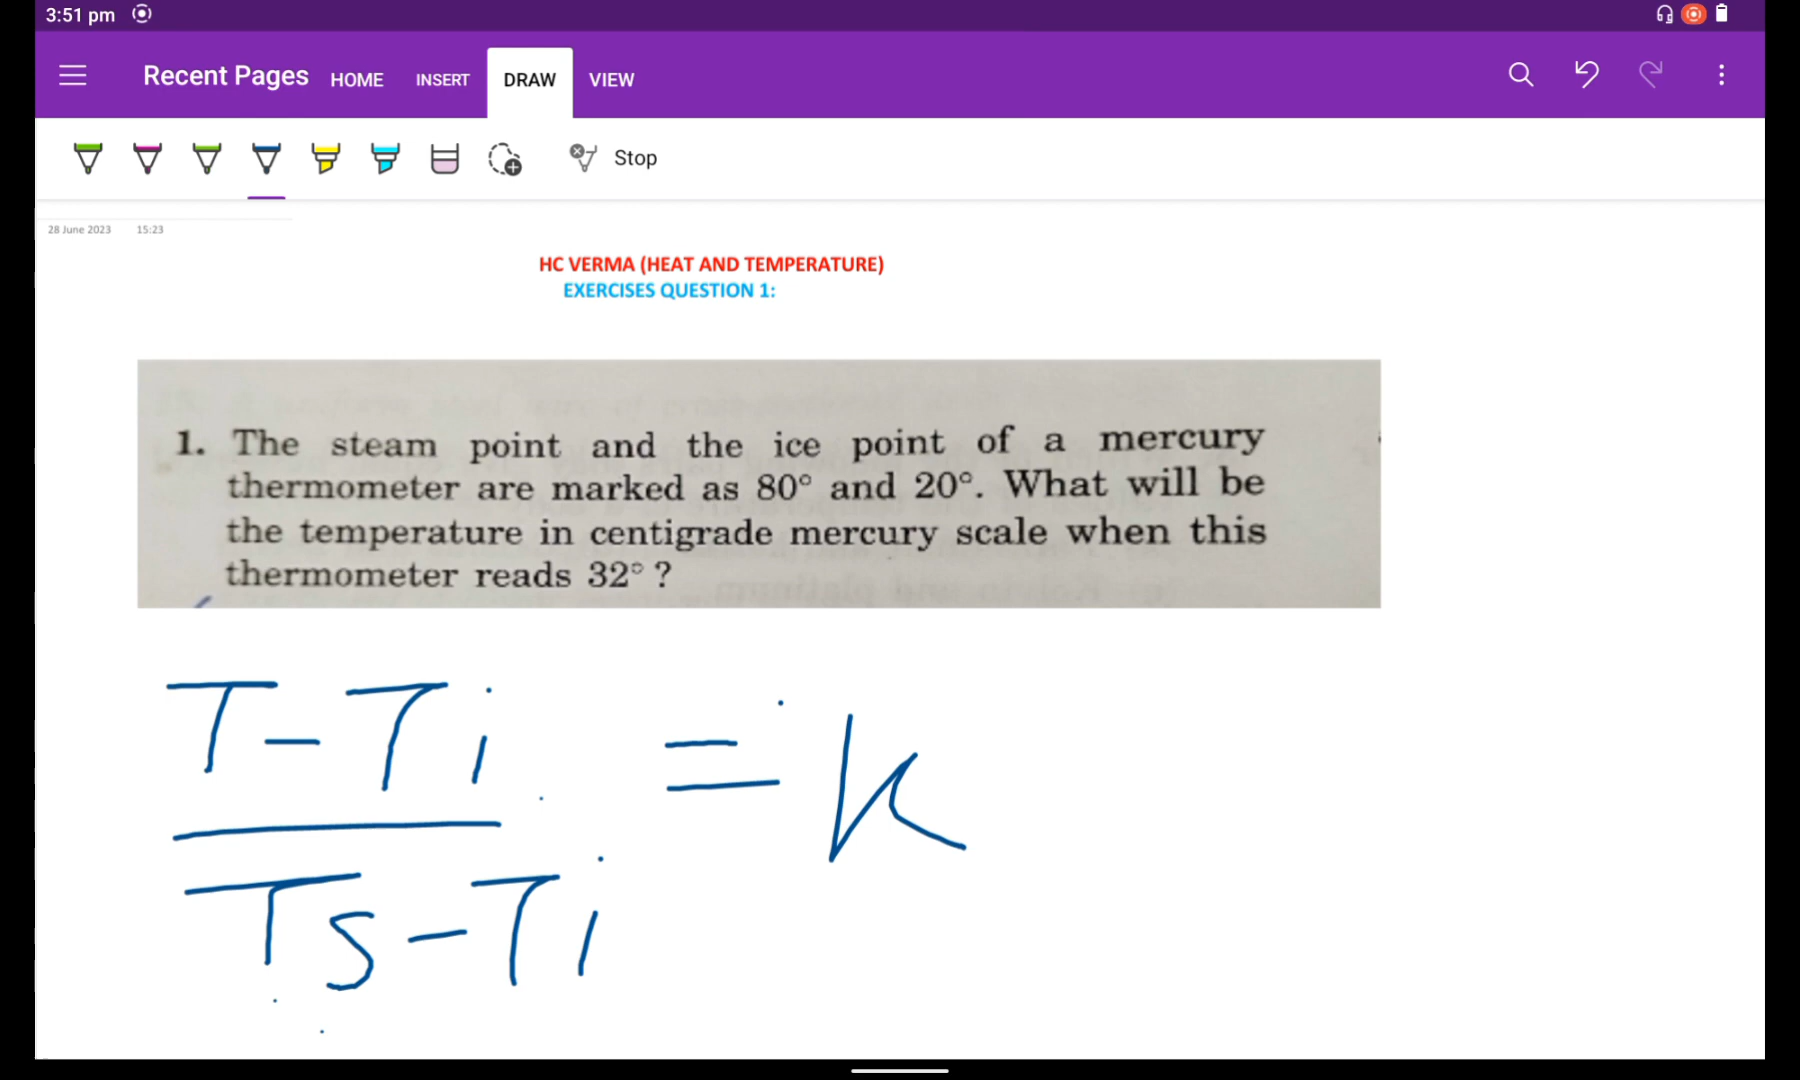 3:51 pm
Recent Pages HOME INSERT DRAW VIEW
Stop
28 June 2023 15:23
HC VERMA (HEAT AND TEMPERATURE)
EXERCISES QUESTION 1:
1. The steam point and the ice point of a mercury
thermometer are marked as 80° and 20°. What will be
the temperature in centigrade mercury scale when this
thermometer reads 32° ?
T - Ti
= k
Ts - Ti